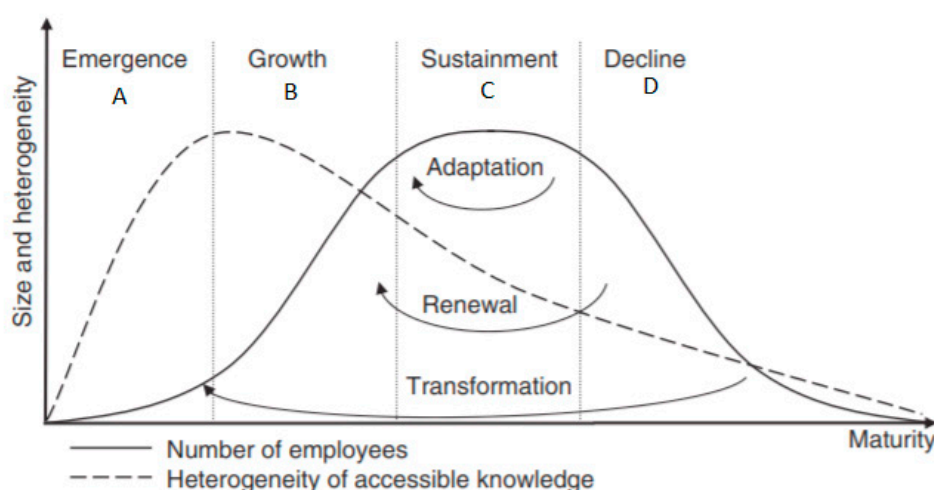 Emergence
Growth
Sustainment
Decline
A
B
C
D
Size and heterogeneity
Adaptation
Renewal
Transformation
Maturity
Number of employees
Heterogeneity of accessible knowledge